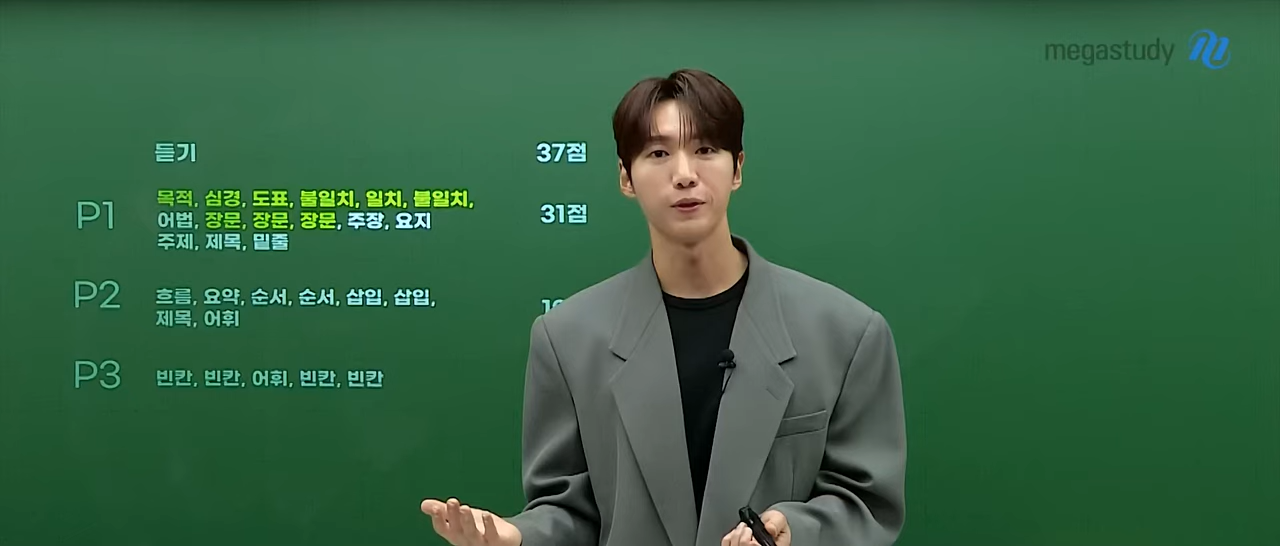 megastudy
듣기 37점
P1 목적, 심경, 도표, 불일치, 일치, 불일치, 31점
어법, 장문, 장문, 장문, 주장, 요지
주제, 제목, 밑줄
P2 흐름, 요약, 순서, 순서, 삽입, 삽입,
제목, 어휘
P3 빈칸, 빈칸, 어휘, 빈칸, 빈칸